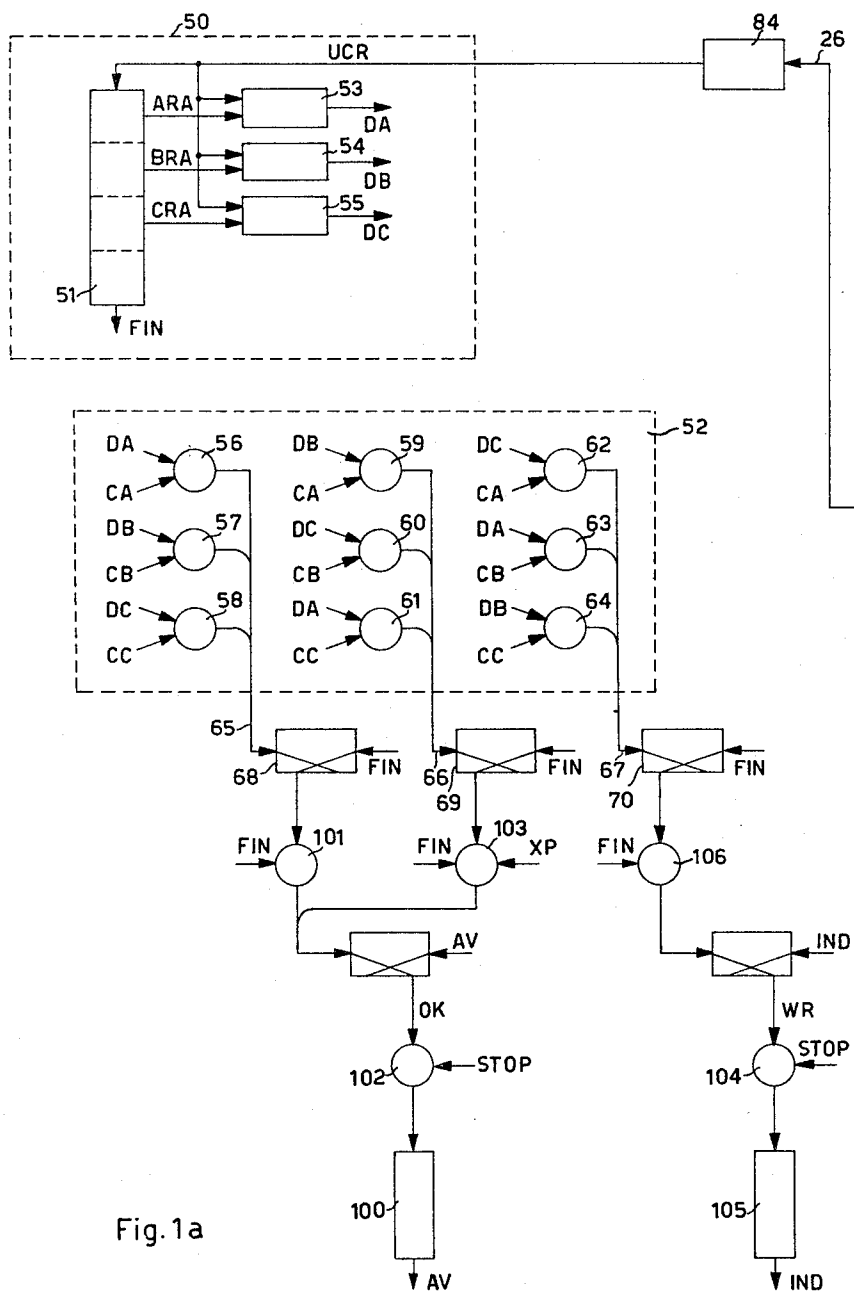 50
UCR
84
26
ARA
53
DA
BRA
54
DB
CRA
55
DC
51
FIN
52
DA
56
CA
DB
59
CA
DC
62
CA
DB
57
CB
DC
60
CB
DA
63
CB
DC
58
CC
DA
61
CC
DB
64
CC
65
68
FIN
66
69
FIN
67
70
FIN
FIN
101
FIN
103
XP
FIN
106
AV
IND
OK
WR
102
STOP
104
STOP
100
105
AV
IND
Fig.1a